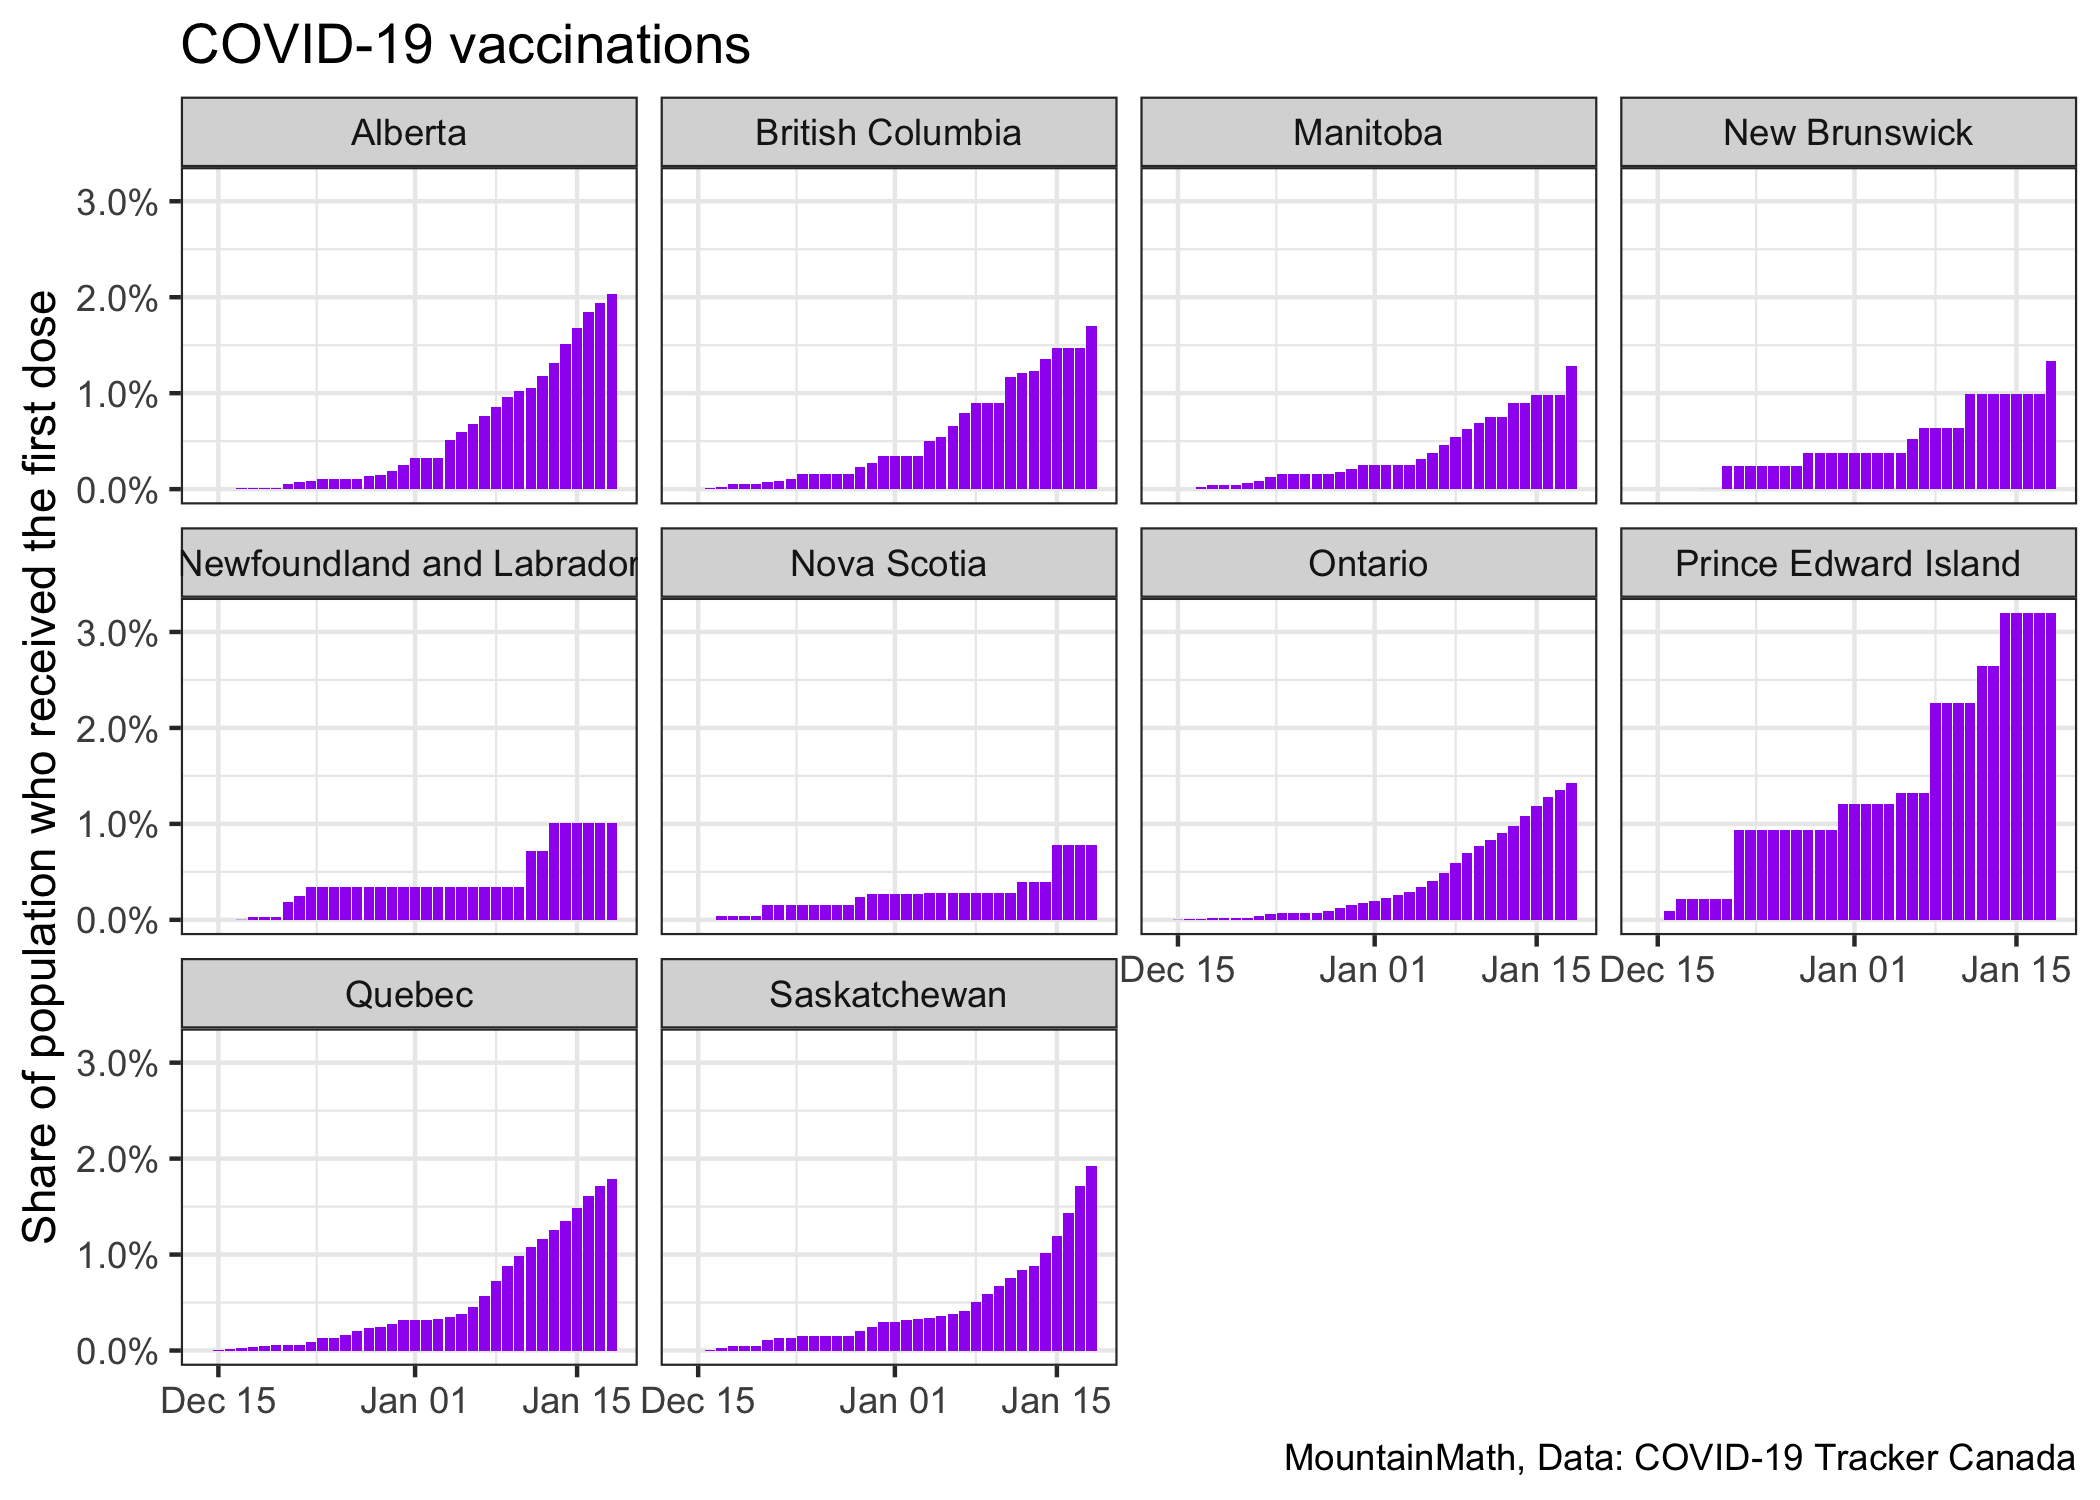 COVID-19 vaccinations
Share of population who received the first dose
Alberta
British Columbia
Manitoba
New Brunswick
3.0%
2.0%
1.0%
0.0%
Newfoundland and Labrador
Nova Scotia
Ontario
Prince Edward Island
3.0%
2.0%
1.0%
0.0%
Dec 15 Jan 01 Jan 15
Dec 15 Jan 01 Jan 15
Quebec
Saskatchewan
3.0%
2.0%
1.0%
0.0%
Dec 15 Jan 01 Jan 15
Dec 15 Jan 01 Jan 15
MountainMath, Data: COVID-19 Tracker Canada